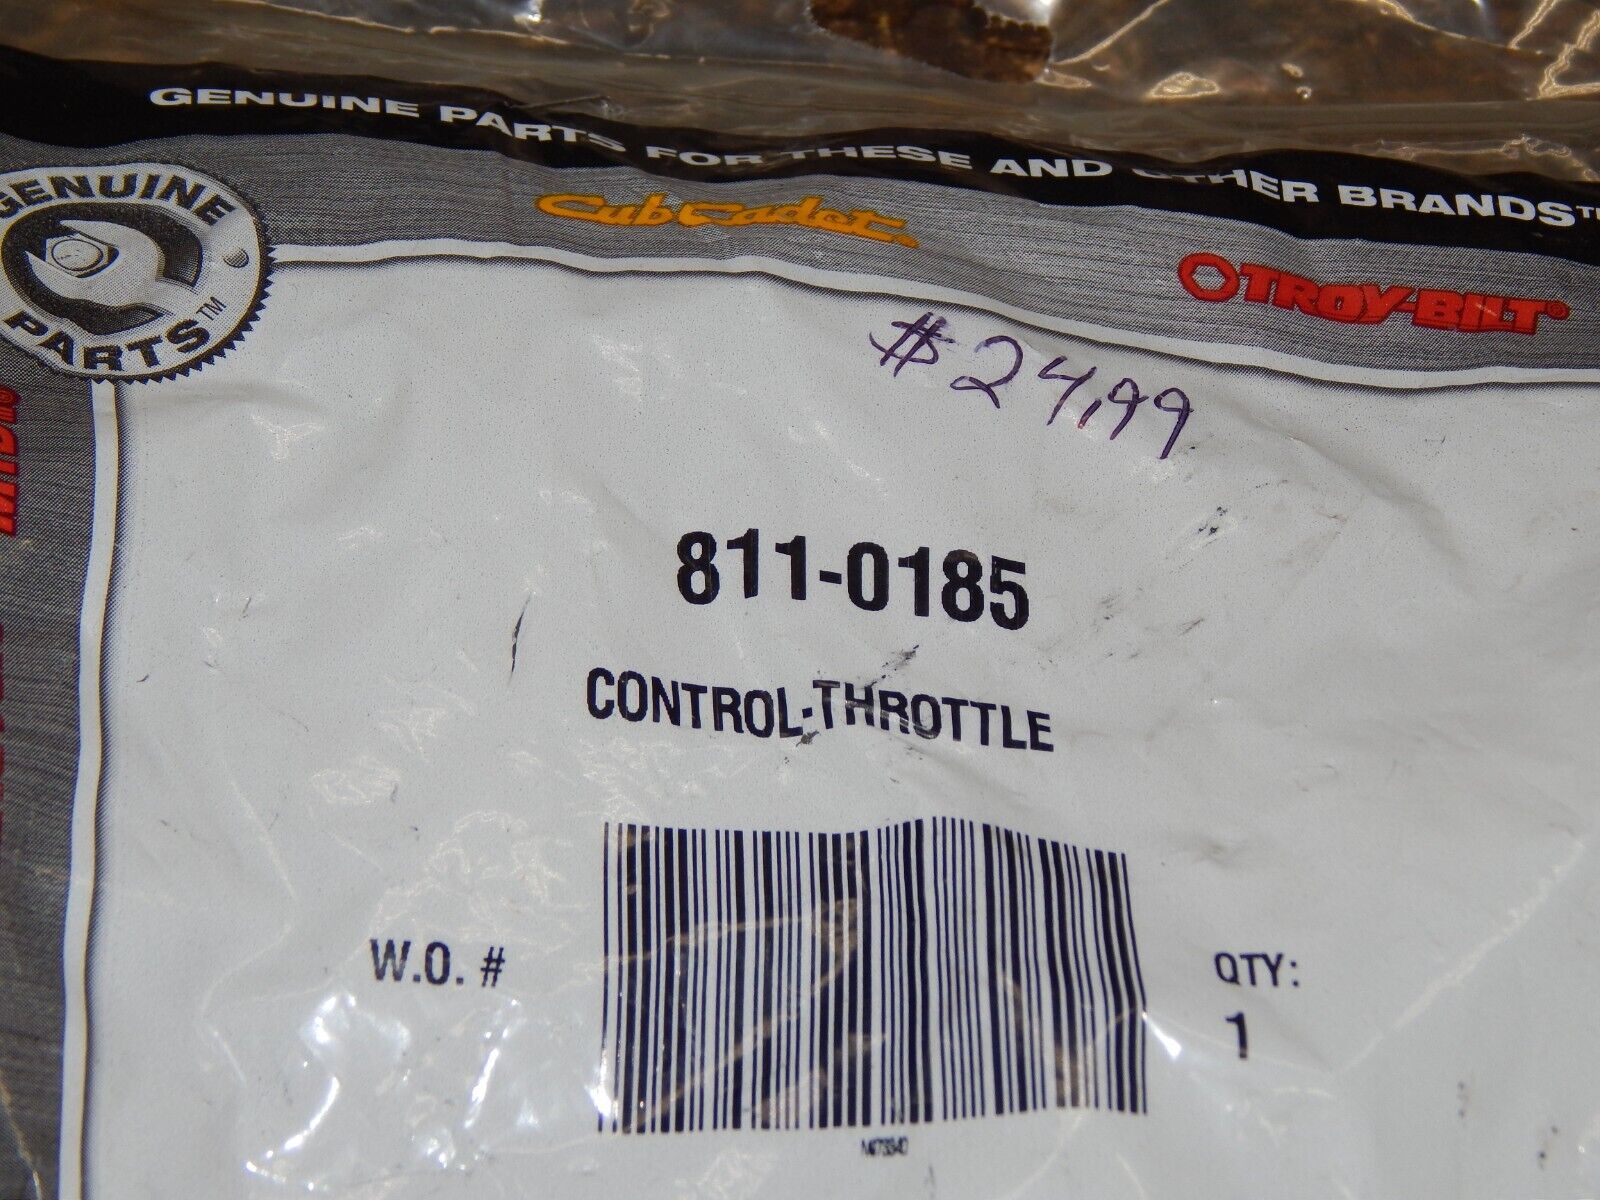 GENUINE PARTS FOR THESE AND OTHER BRANDS™
GENUINE
PARTS™
Cub Cadet®
TROY-BILT®
MTD®
$24.99
811-0185
CONTROL-THROTTLE
W.O. #
QTY:
1